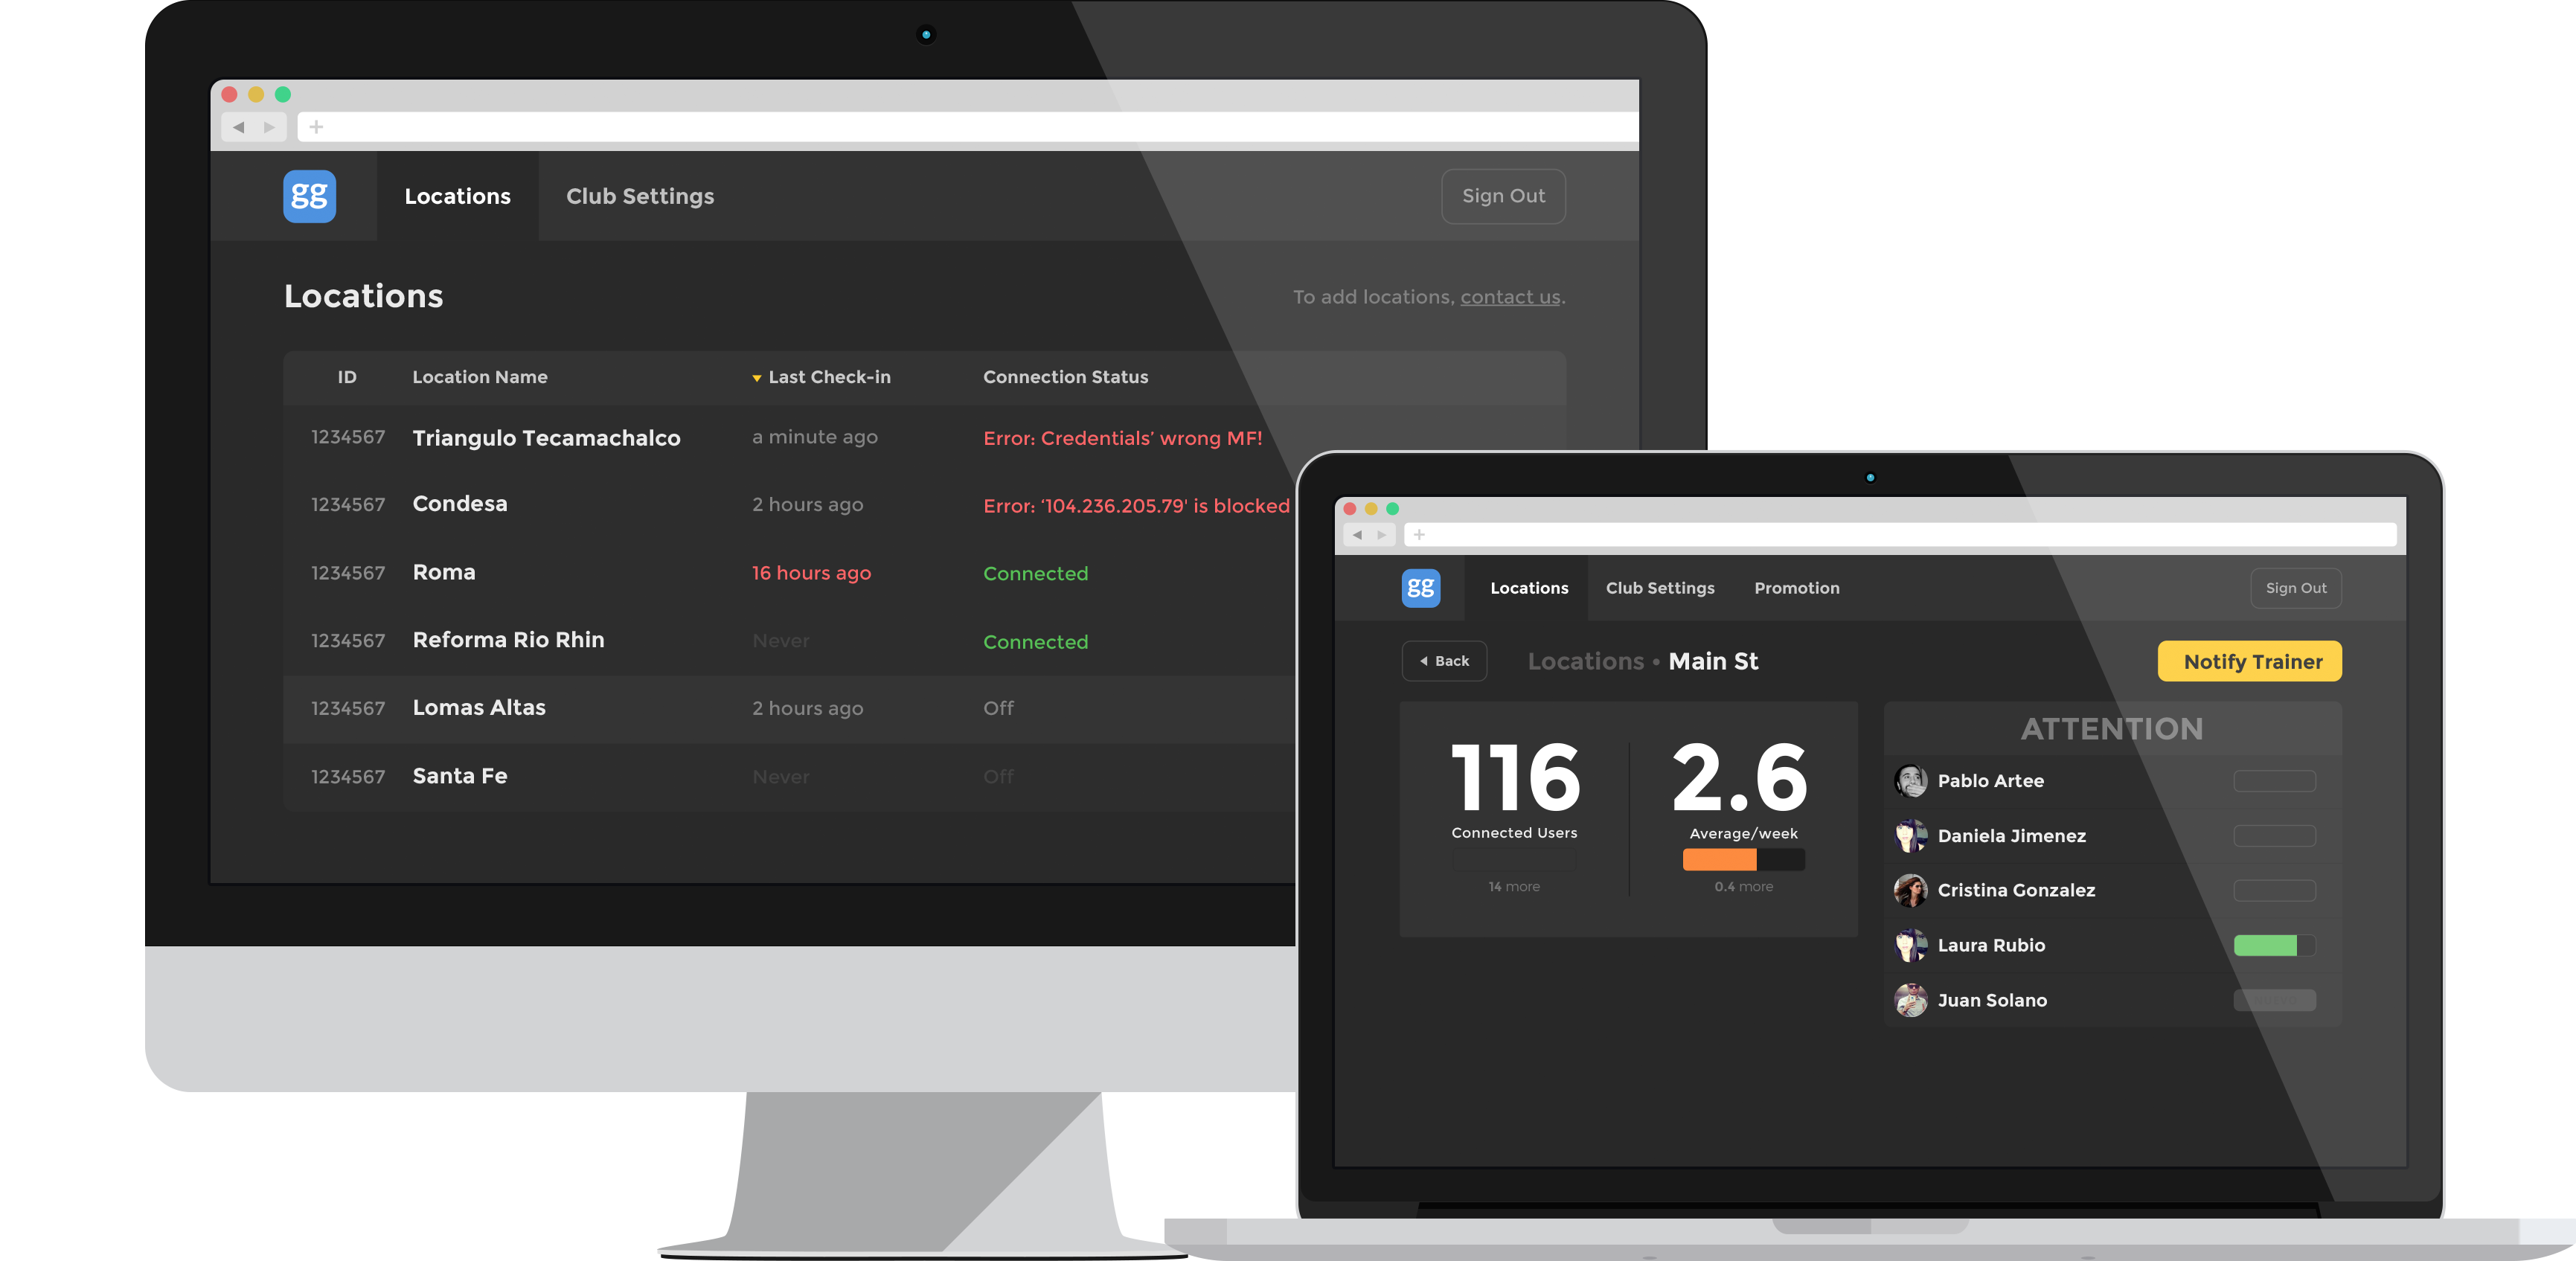 gg Locations Club Settings Sign Out
Locations To add locations, contact us.
ID Location Name Last Check-in Connection Status
1234567 Triangulo Tecamachalco a minute ago Error: Credentials’ wrong MF!
1234567 Condesa 2 hours ago Error: ‘104.236.205.79' is blocked
1234567 Roma 16 hours ago Connected
1234567 Reforma Rio Rhin Never Connected
1234567 Lomas Altas 2 hours ago Off
1234567 Santa Fe Never Off
gg Locations Club Settings Promotion Sign Out
Back Locations • Main St Notify Trainer
116 2.6
Connected Users Average/week
14 more 0.4 more
ATTENTION
Pablo Artee
Daniela Jimenez
Cristina Gonzalez
Laura Rubio
Juan Solano